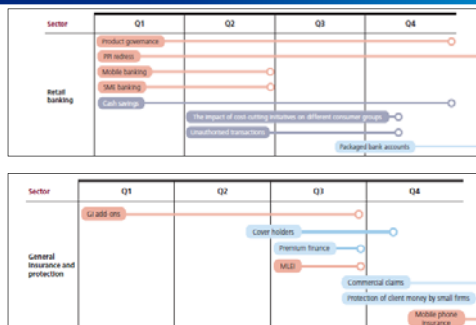 Sector Q1 Q2 Q3 Q4
Product governance
PPI redress
Mobile banking
SME banking
Retail
banking
Cash savings
The impact of cost-cutting initiatives on different consumer groups
Unauthorised transactions
Packaged bank accounts
Sector Q1 Q2 Q3 Q4
GI add ons
Cover holders
Premium finance
General
insurance and
protection
Commercial claims
Protection of client money by small firms
Mobile phone
insurance